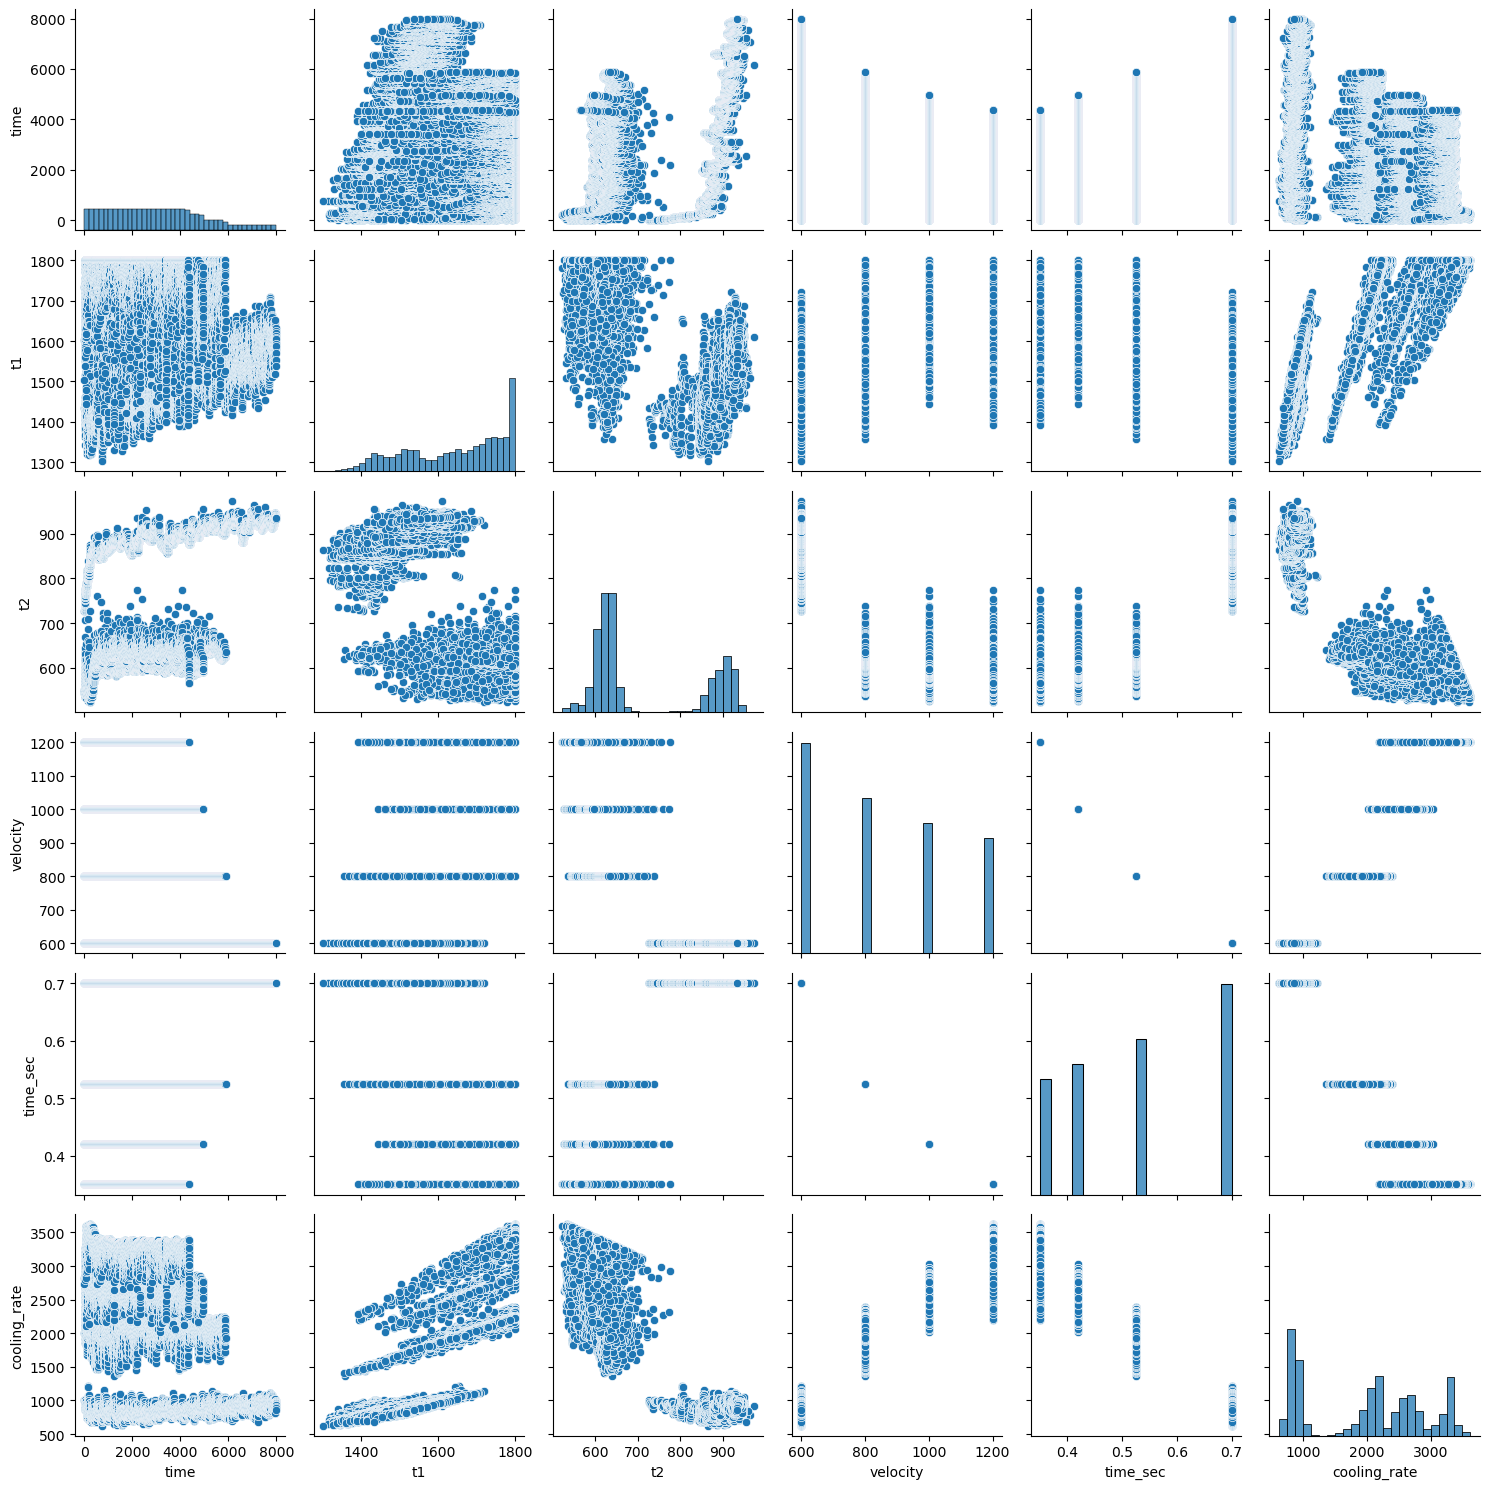 8000
6000
4000
2000
0
time
1800
1700
1600
1500
1400
1300
t1
900
800
700
600
t2
1200
1100
1000
900
800
700
600
velocity
0.7
0.6
0.5
0.4
time_sec
3500
3000
2500
2000
1500
1000
500
cooling_rate
0 2000 4000 6000 8000
1400 1600 1800
600 700 800 900
600 800 1000 1200
0.4 0.5 0.6 0.7
1000 2000 3000
time t1 t2 velocity time_sec cooling_rate